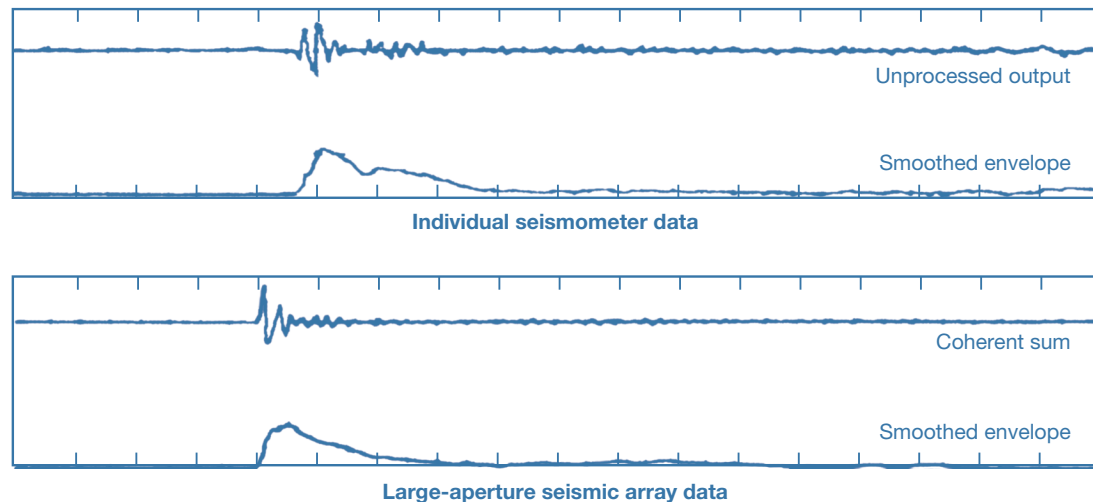 Unprocessed output
Smoothed envelope
Individual seismometer data
Coherent sum
Smoothed envelope
Large-aperture seismic array data